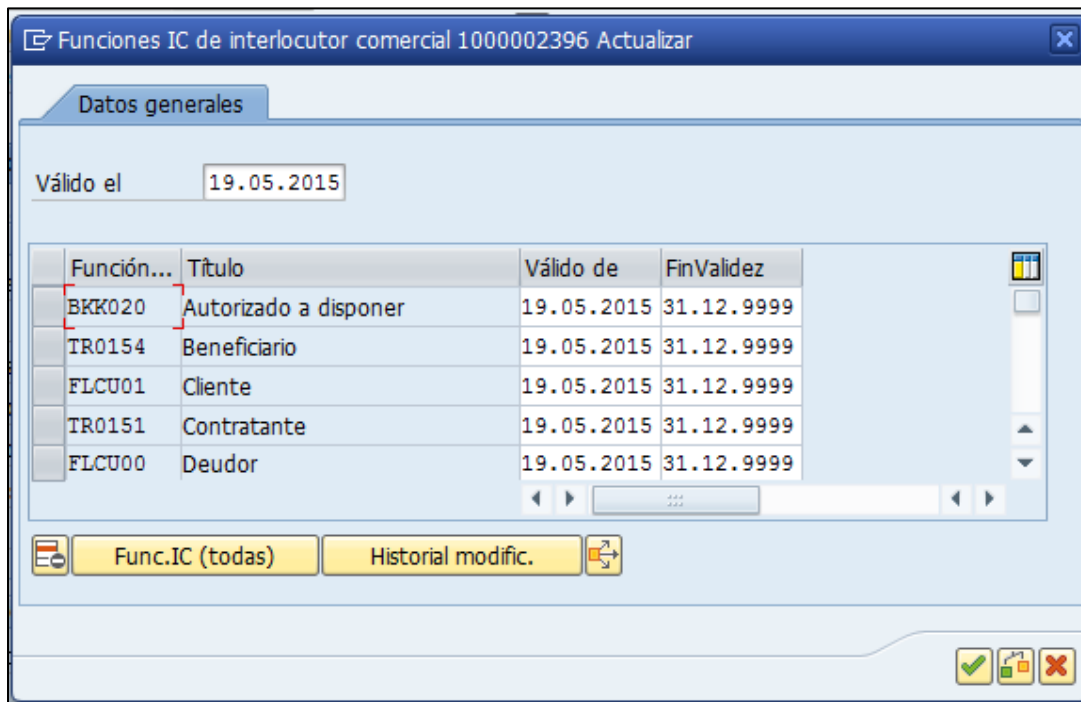 Funciones IC de interlocutor comercial 1000002396 Actualizar
Datos generales
Válido el 19.05.2015
Función... Título Válido de FinValidez
BKK020 Autorizado a disponer 19.05.2015 31.12.9999
TR0154 Beneficiario 19.05.2015 31.12.9999
FLCU01 Cliente 19.05.2015 31.12.9999
TR0151 Contratante 19.05.2015 31.12.9999
FLCU00 Deudor 19.05.2015 31.12.9999
Func.IC (todas) Historial modific.